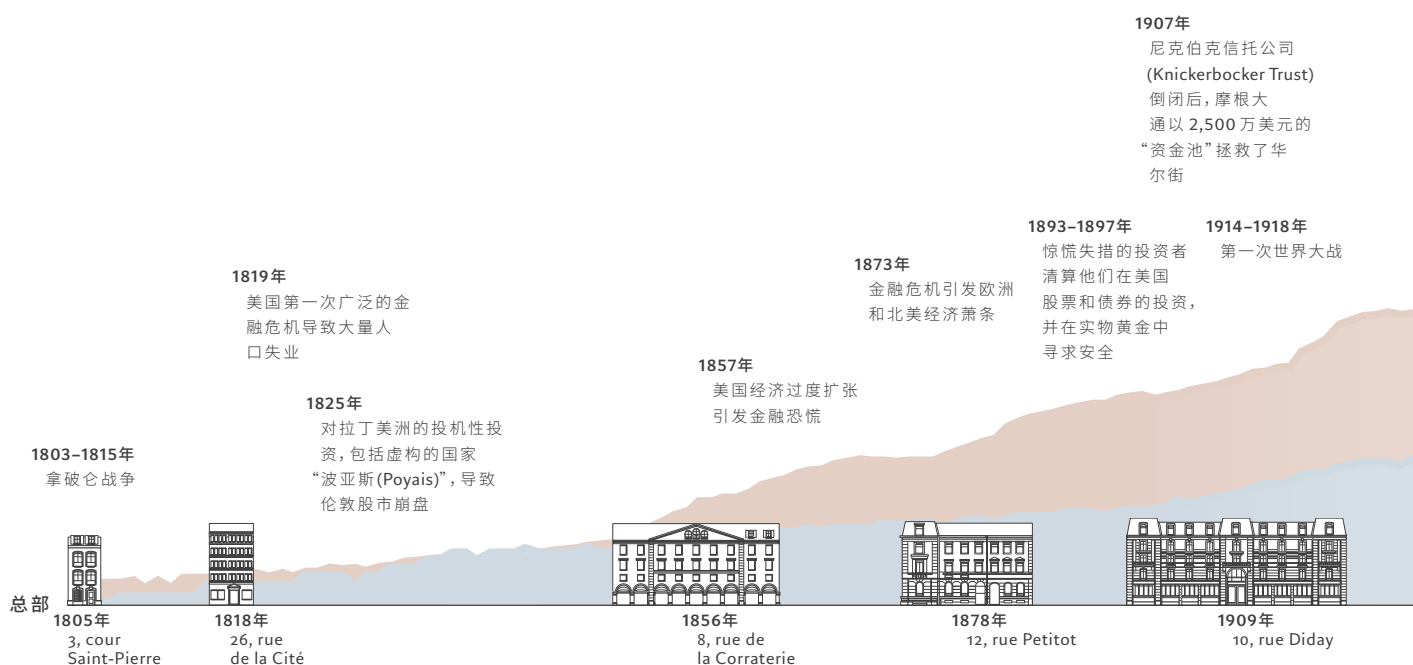 1907年
尼克伯克信托公司
(Knickerbocker Trust)
倒闭后，摩根大
通以 2,500 万美元的
“资金池”拯救了华
尔街
1893–1897年
惊慌失措的投资者
清算他们在美国
股票和债券的投资，
并在实物黄金中
寻求安全
1914–1918年
第一次世界大战
1873年
金融危机引发欧洲
和北美经济萧条
1819年
美国第一次广泛的金
融危机导致大量人
口失业
1857年
美国经济过度扩张
引发金融恐慌
1825年
对拉丁美洲的投机性投
资，包括虚构的国家
“波亚斯(Poyais)”，导致
伦敦股市崩盘
1803–1815年
拿破仑战争
总部
1805年
3, cour
Saint-Pierre
1818年
26, rue
de la Cité
1856年
8, rue de
la Corraterie
1878年
12, rue Petitot
1909年
10, rue Diday